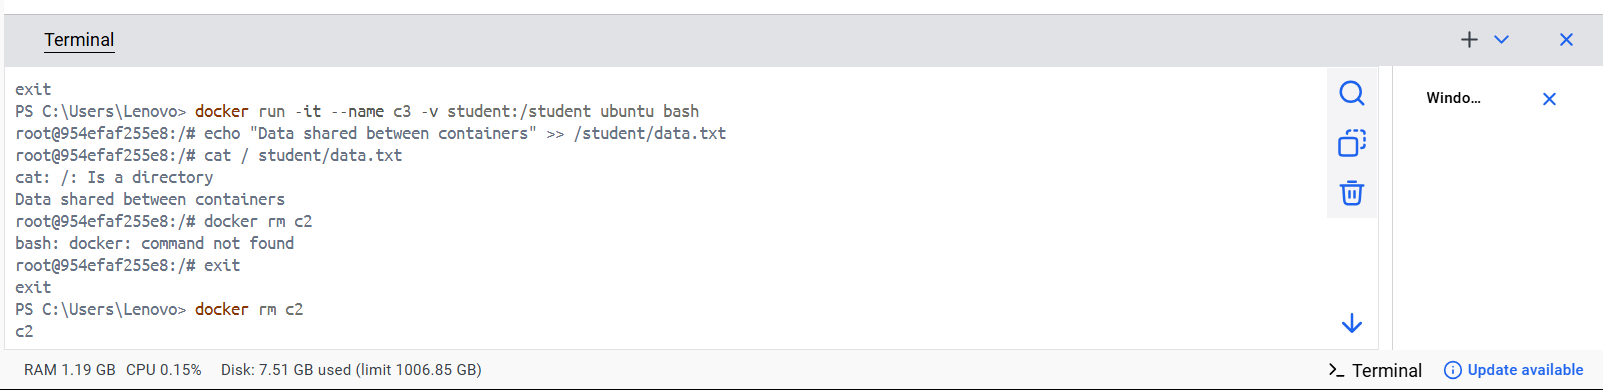 Terminal
exit
PS C:\Users\Lenovo> docker run -it --name c3 -v student:/student ubuntu bash
root@954efaf255e8:/# echo "Data shared between containers" >> /student/data.txt
root@954efaf255e8:/# cat / student/data.txt
cat: /: Is a directory
Data shared between containers
root@954efaf255e8:/# docker rm c2
bash: docker: command not found
root@954efaf255e8:/# exit
exit
PS C:\Users\Lenovo> docker rm c2
c2
Windo...
RAM 1.19 GB CPU 0.15% Disk: 7.51 GB used (limit 1006.85 GB)
Terminal
Update available